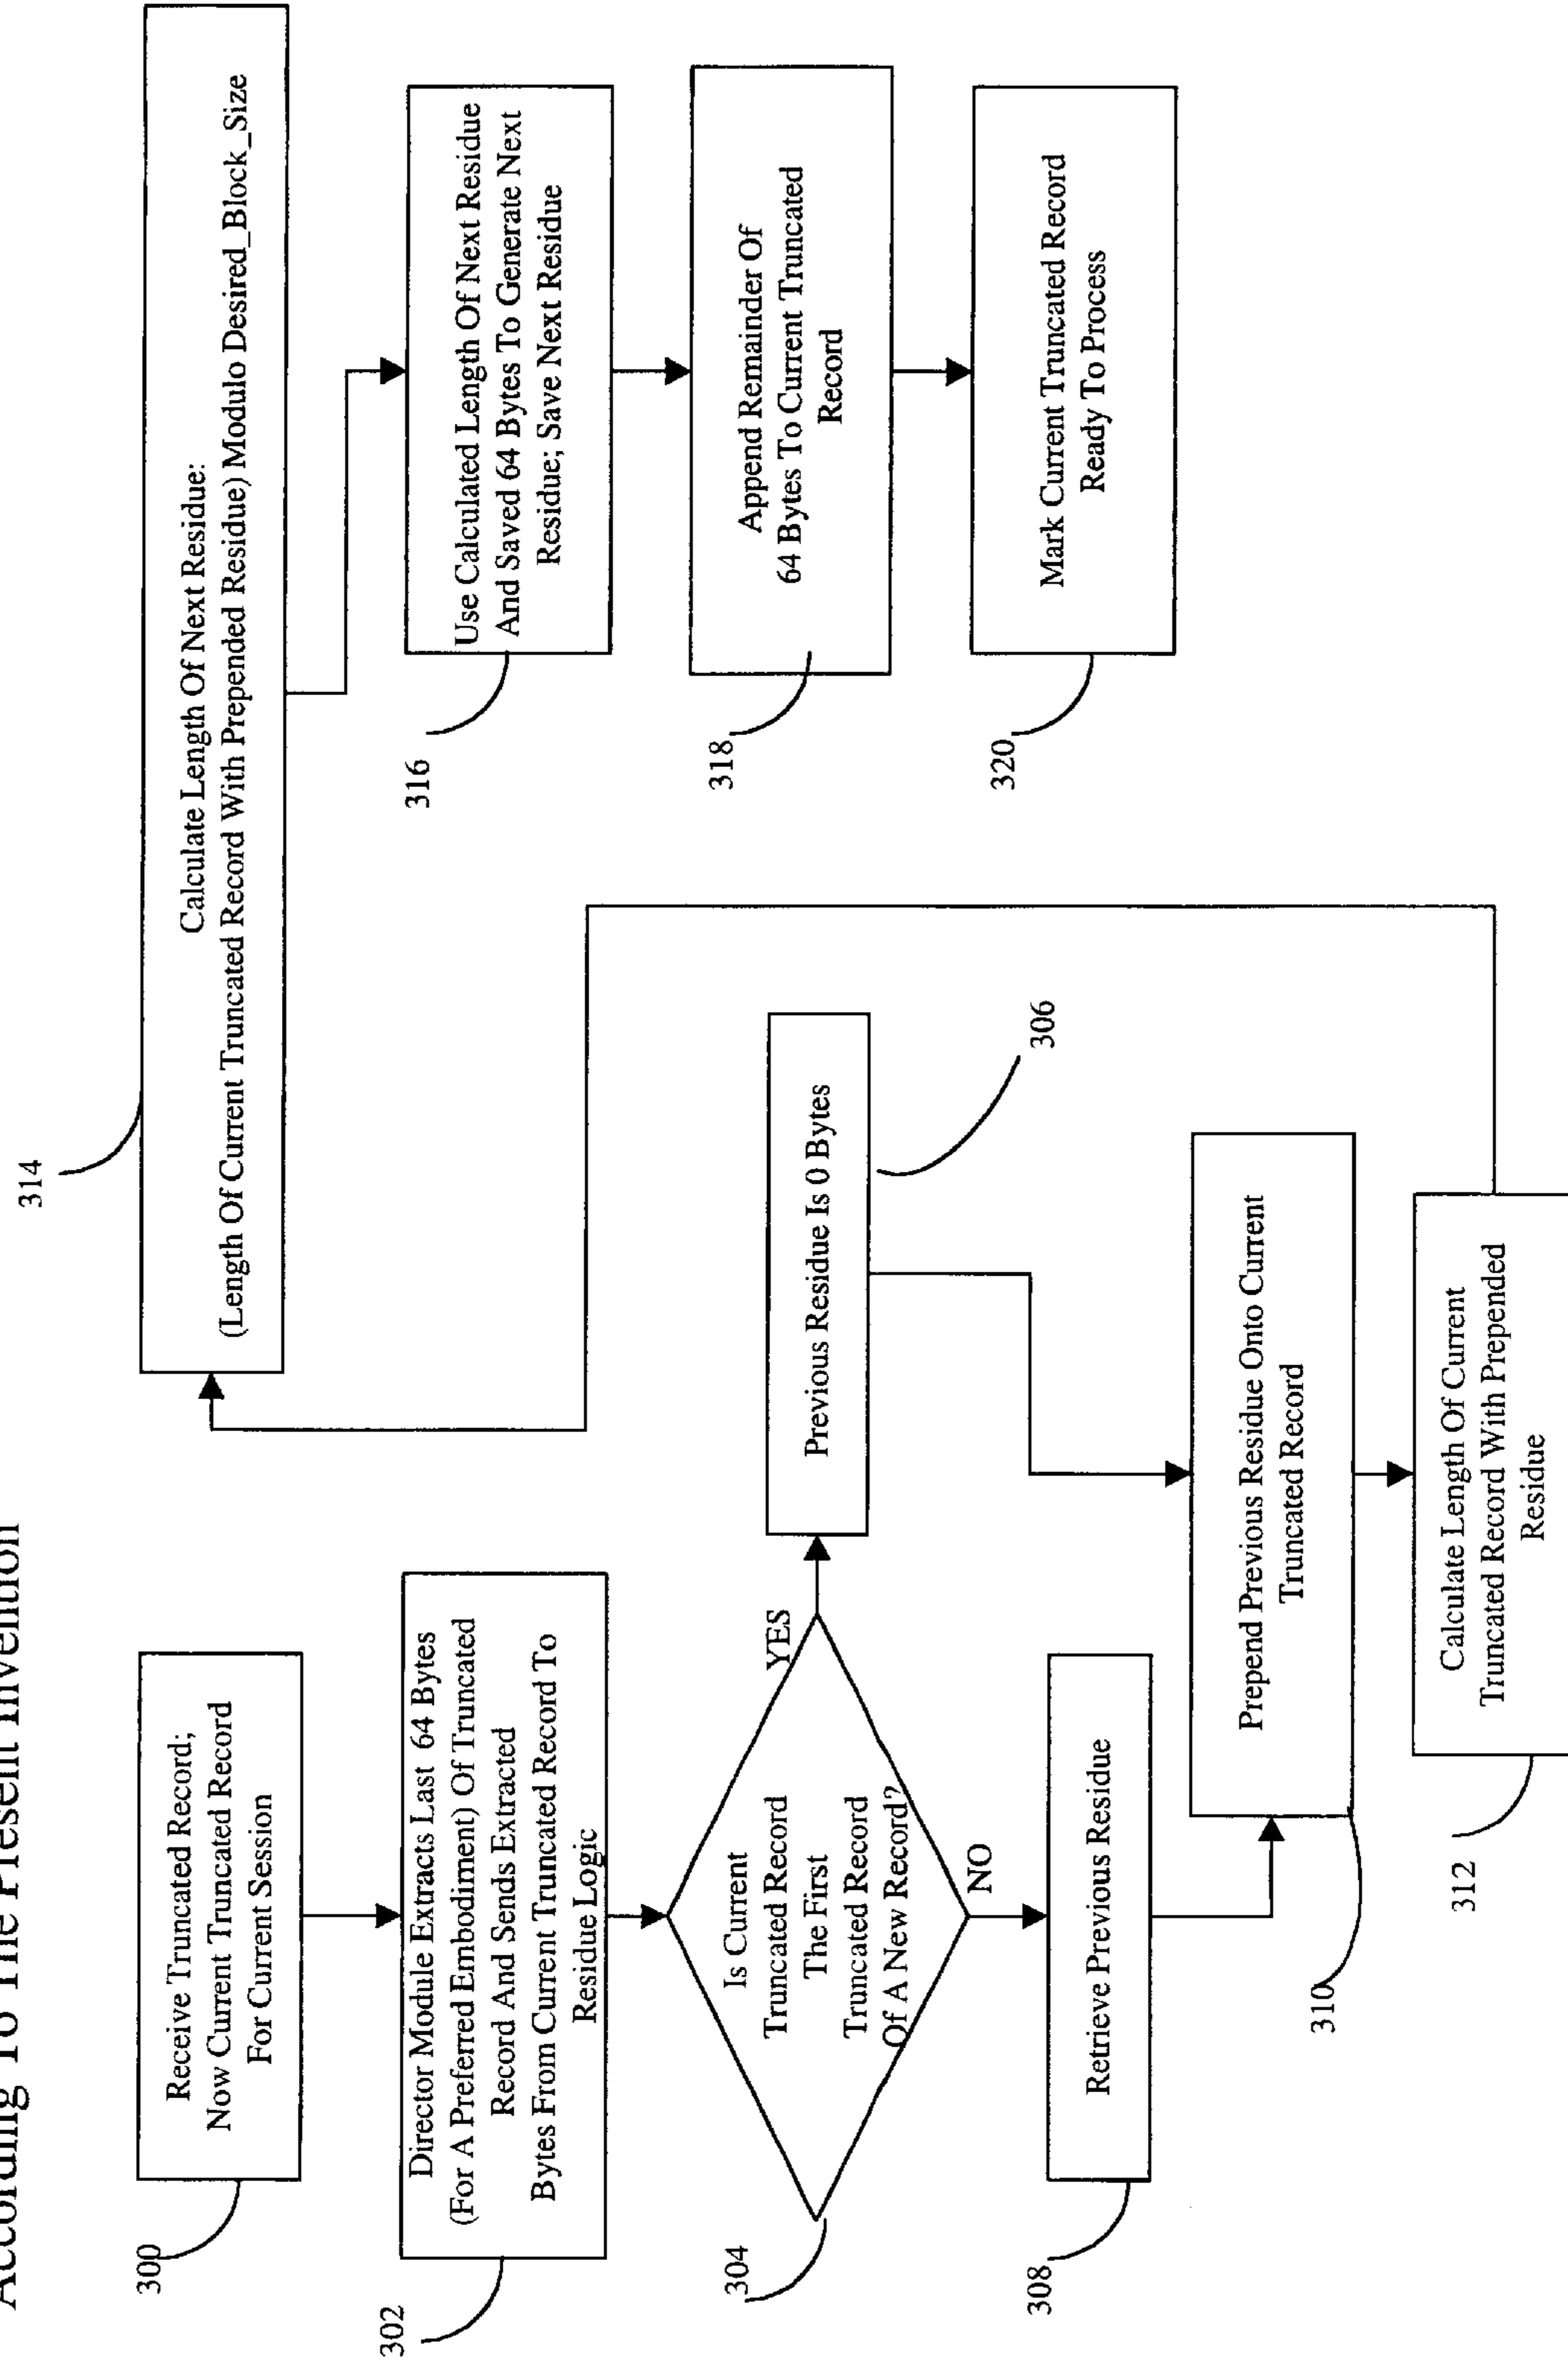 According To The Present Invention
300
Receive Truncated Record;
Now Current Truncated Record
For Current Session
302
Director Module Extracts Last 64 Bytes
(For A Preferred Embodiment) Of Truncated
Record And Sends Extracted
Bytes From Current Truncated Record To
Residue Logic
304
Is Current
Truncated Record
The First
Truncated Record
Of A New Record?
YES
NO
306
Previous Residue Is 0 Bytes
308
Retrieve Previous Residue
310
Prepend Previous Residue Onto Current
Truncated Record
312
Calculate Length Of Current
Truncated Record With Prepended
Residue
314
Calculate Length Of Next Residue:
(Length Of Current Truncated Record With Prepended Residue) Modulo Desired_Block_Size
316
Use Calculated Length Of Next Residue
And Saved 64 Bytes To Generate Next
Residue; Save Next Residue
318
Append Remainder Of
64 Bytes To Current Truncated
Record
320
Mark Current Truncated Record
Ready To Process